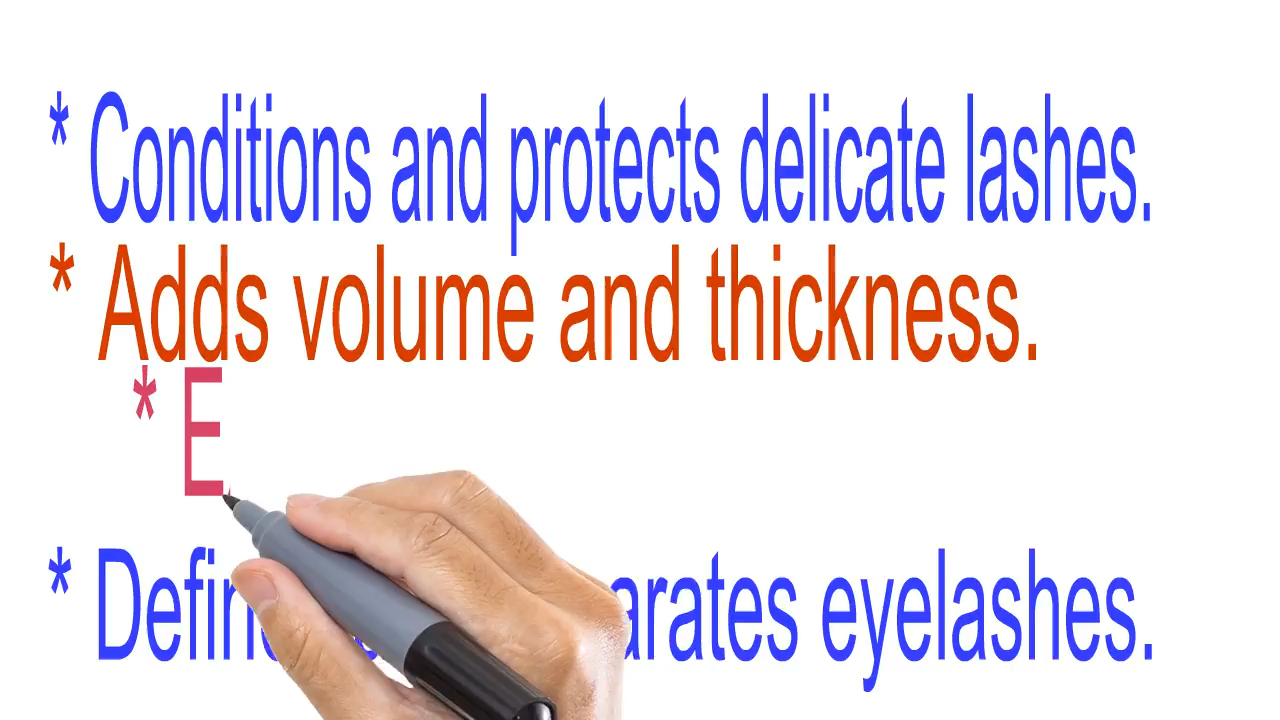 * Conditions and protects delicate lashes.
* Adds volume and thickness.
* E
* eyelashes.